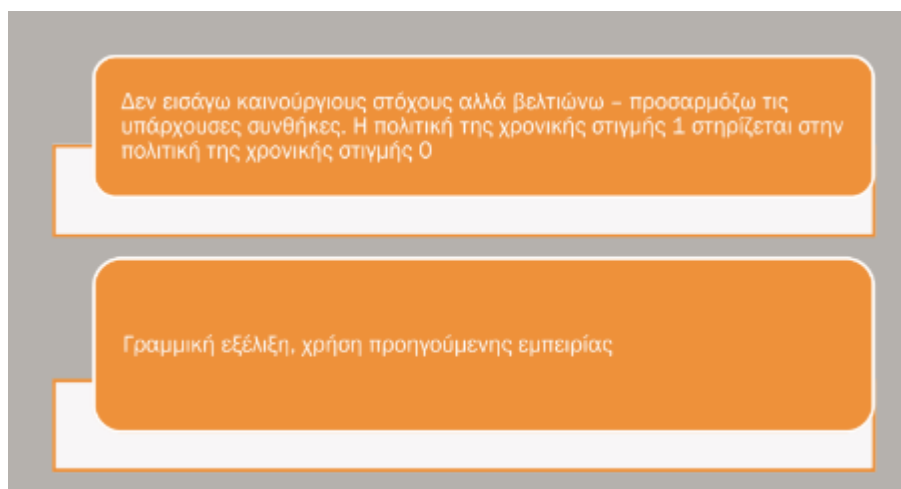 Δεν εισάγω καινούργιους στόχους αλλά βελτιώνω – προσαρμόζω τις
υπάρχουσες συνθήκες. Η πολιτική της χρονικής στιγμής 1 στηρίζεται στην
πολιτική της χρονικής στιγμής 0
Γραμμική εξέλιξη, χρήση προηγούμενης εμπειρίας